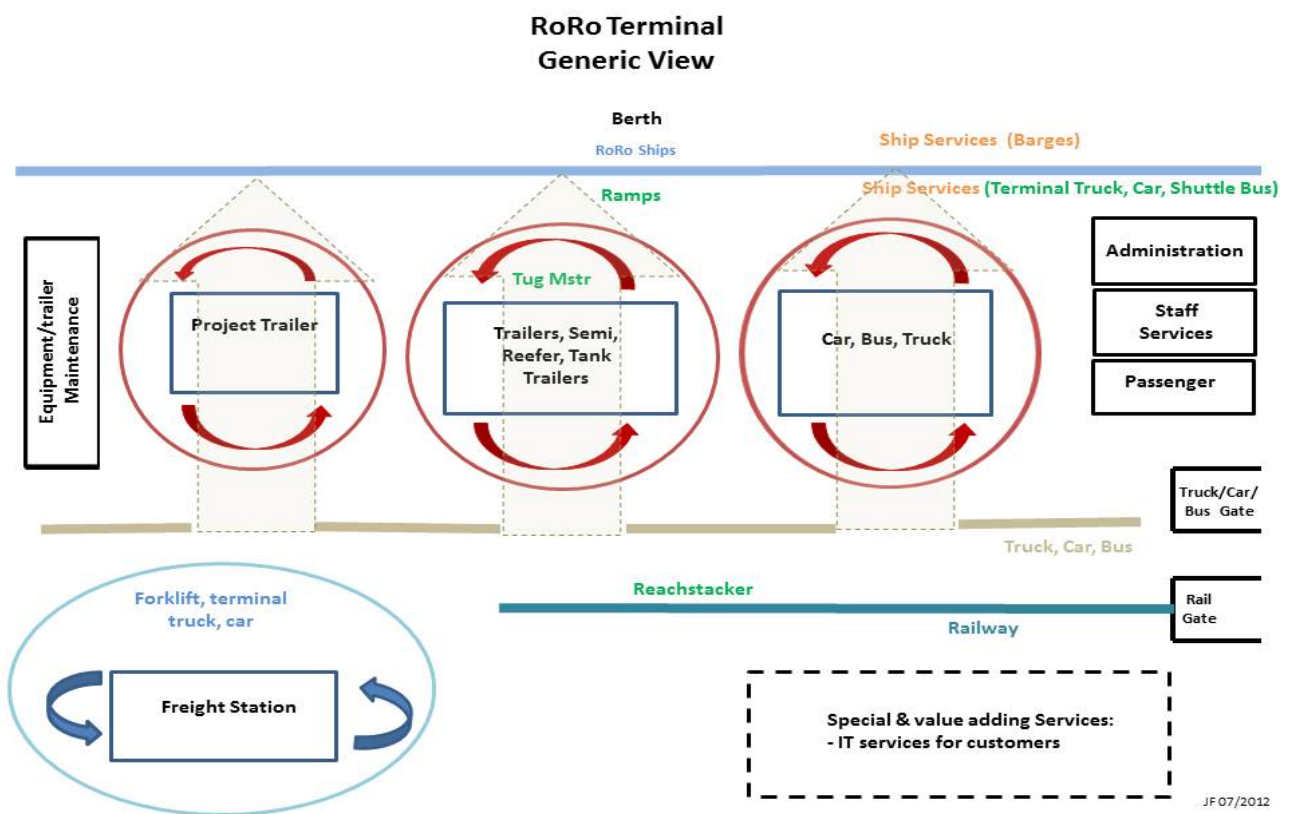 RoRo Terminal
Generic View
Berth
RoRo Ships
Ship Services (Barges)
Ramps
Ship Services (Terminal Truck, Car, Shuttle Bus)
Equipment/trailer
Maintenance
Project Trailer
Tug Mstr
Trailers, Semi,
Reefer, Tank
Trailers
Car, Bus, Truck
Administration
Staff
Services
Passenger
Truck/Car/
Bus Gate
Truck, Car, Bus
Forklift, terminal
truck, car
Reachstacker
Railway
Rail
Gate
Freight Station
Special & value adding Services:
- IT services for customers
JF 07/2012